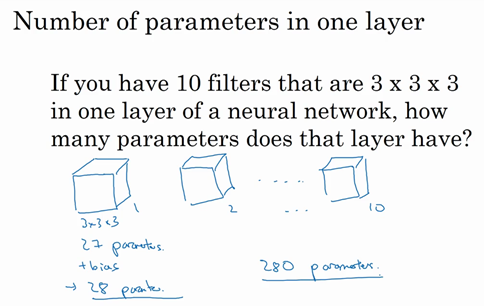 Number of parameters in one layer
If you have 10 filters that are 3 x 3 x 3
in one layer of a neural network, how
many parameters does that layer have?
1 2 .... ... 10
3x3x3
27 parameters.
+bias
→ 28 parameters.
280 parameters.